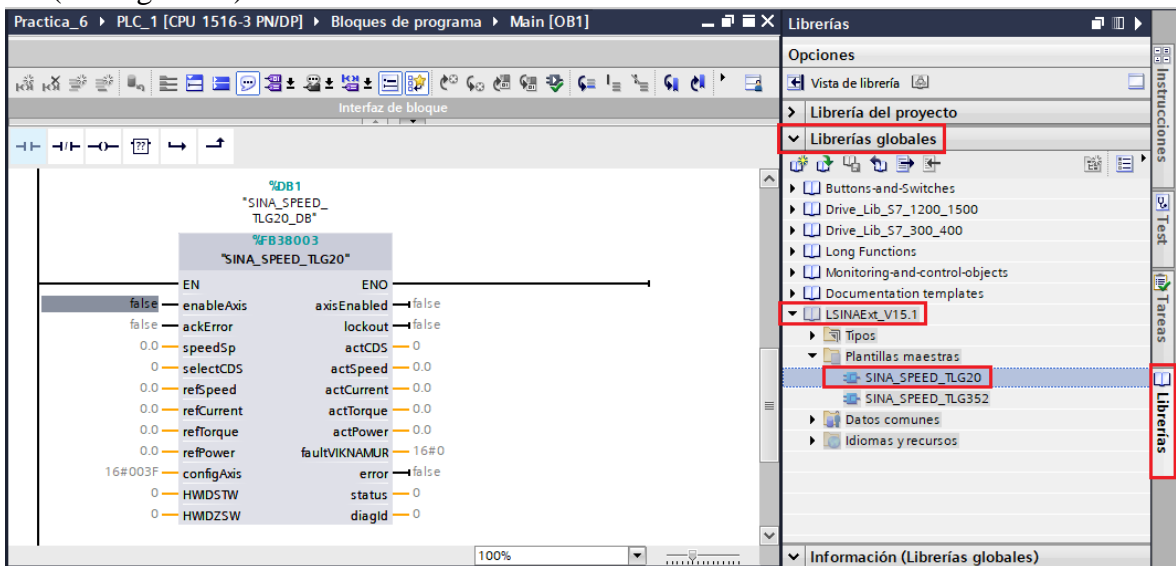 Practica_6 ▸ PLC_1 [CPU 1516-3 PN/DP] ▸ Bloques de programa ▸ Main [OB1]
Interfaz de bloque
%DB1
"SINA_SPEED_
TLG20_DB"
%FB38003
"SINA_SPEED_TLG20"
EN ENO
false enableAxis axisEnabled false
false ackError lockout false
0.0 speedSp actCDS 0
0 selectCDS actSpeed 0.0
0.0 refSpeed actCurrent 0.0
0.0 refCurrent actTorque 0.0
0.0 refTorque actPower 0.0
0.0 refPower faultVIKNAMUR 16#0
16#003F configAxis error false
0 HWIDSTW status 0
0 HWIDZSW diagId 0
100%
Librerías
Opciones
Vista de librería
Librería del proyecto
Librerías globales
Buttons-and-Switches
Drive_Lib_S7_1200_1500
Drive_Lib_S7_300_400
Long Functions
Monitoring-and-control-objects
Documentation templates
LSINAExt_V15.1
Tipos
Plantillas maestras
SINA_SPEED_TLG20
SINA_SPEED_TLG352
Datos comunes
Idiomas y recursos
Información (Librerías globales)
Instrucciones
Test
Tareas
Librerías